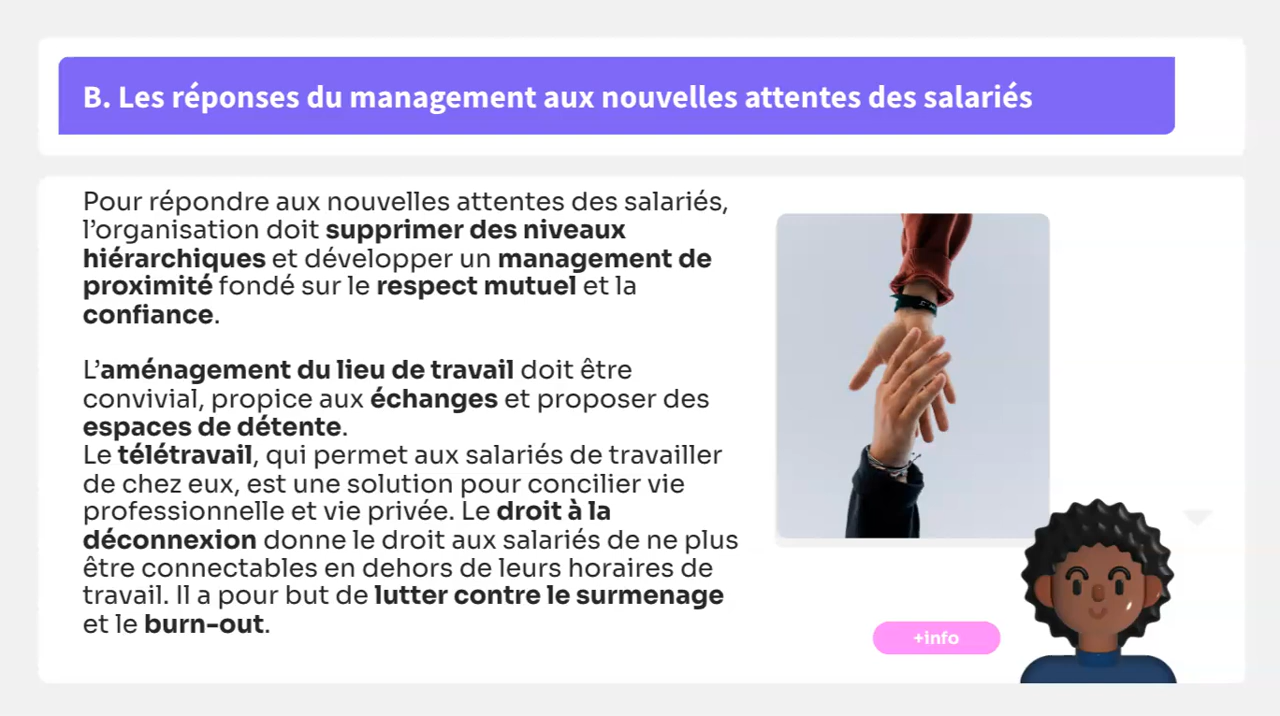 B. Les réponses du management aux nouvelles attentes des salariés
Pour répondre aux nouvelles attentes des salariés,
l’organisation doit supprimer des niveaux
hiérarchiques et développer un management de
proximité fondé sur le respect mutuel et la
confiance.
L’aménagement du lieu de travail doit être
convivial, propice aux échanges et proposer des
espaces de détente.
Le télétravail, qui permet aux salariés de travailler
de chez eux, est une solution pour concilier vie
professionnelle et vie privée. Le droit à la
déconnexion donne le droit aux salariés de ne plus
être connectables en dehors de leurs horaires de
travail. Il a pour but de lutter contre le surmenage
et le burn-out.
+info